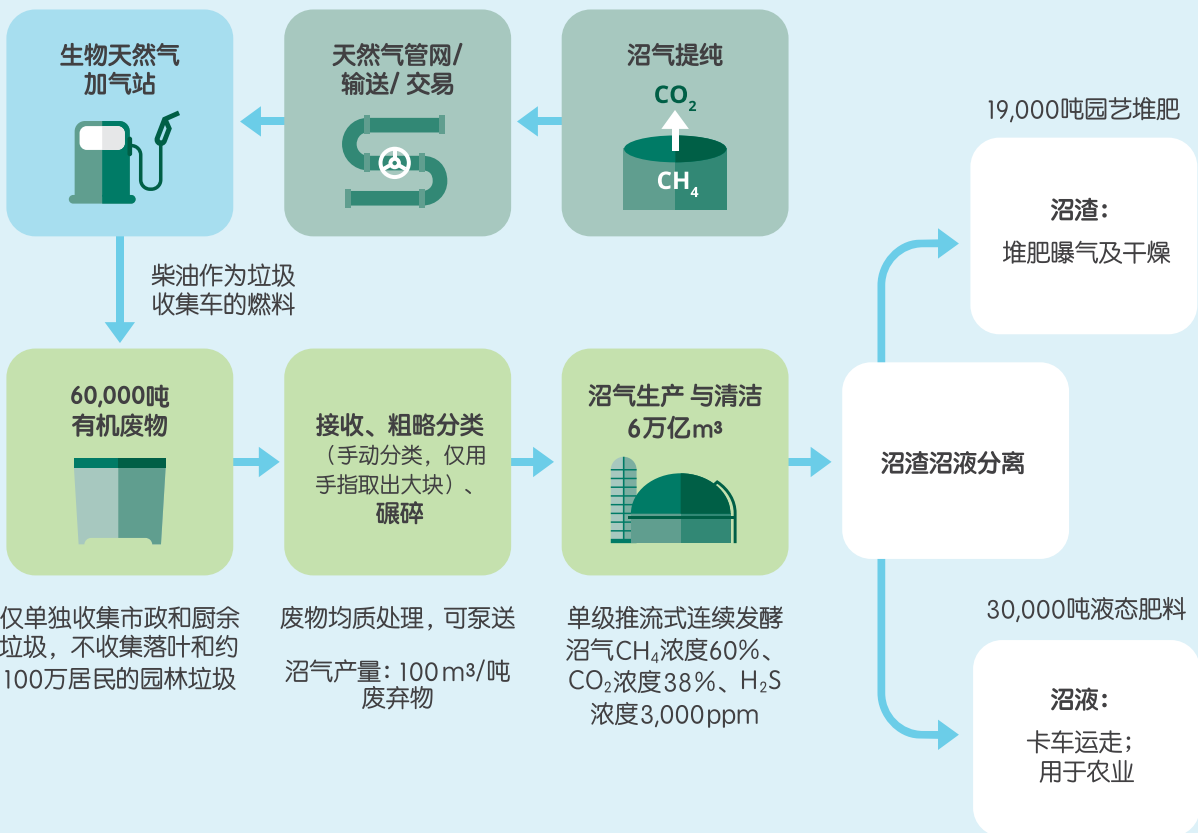 生物天然气
加气站
天然气管网/
输送/ 交易
沼气提纯
CO₂
CH₄
柴油作为垃圾
收集车的燃料
60,000吨
有机废物
接收、粗略分类
（手动分类，仅用
手指取出大块）、
碾碎
沼气生产 与清洁
6万亿m³
沼渣沼液分离
19,000吨园艺堆肥
沼渣：
堆肥曝气及干燥
30,000吨液态肥料
沼液：
卡车运走；
用于农业
仅单独收集市政和厨余
垃圾，不收集落叶和约
100万居民的园林垃圾
废物均质处理，可泵送
沼气产量：100m³/吨
废弃物
单级推流式连续发酵
沼气CH₄浓度60%、
CO₂浓度38%、H₂S
浓度3,000ppm